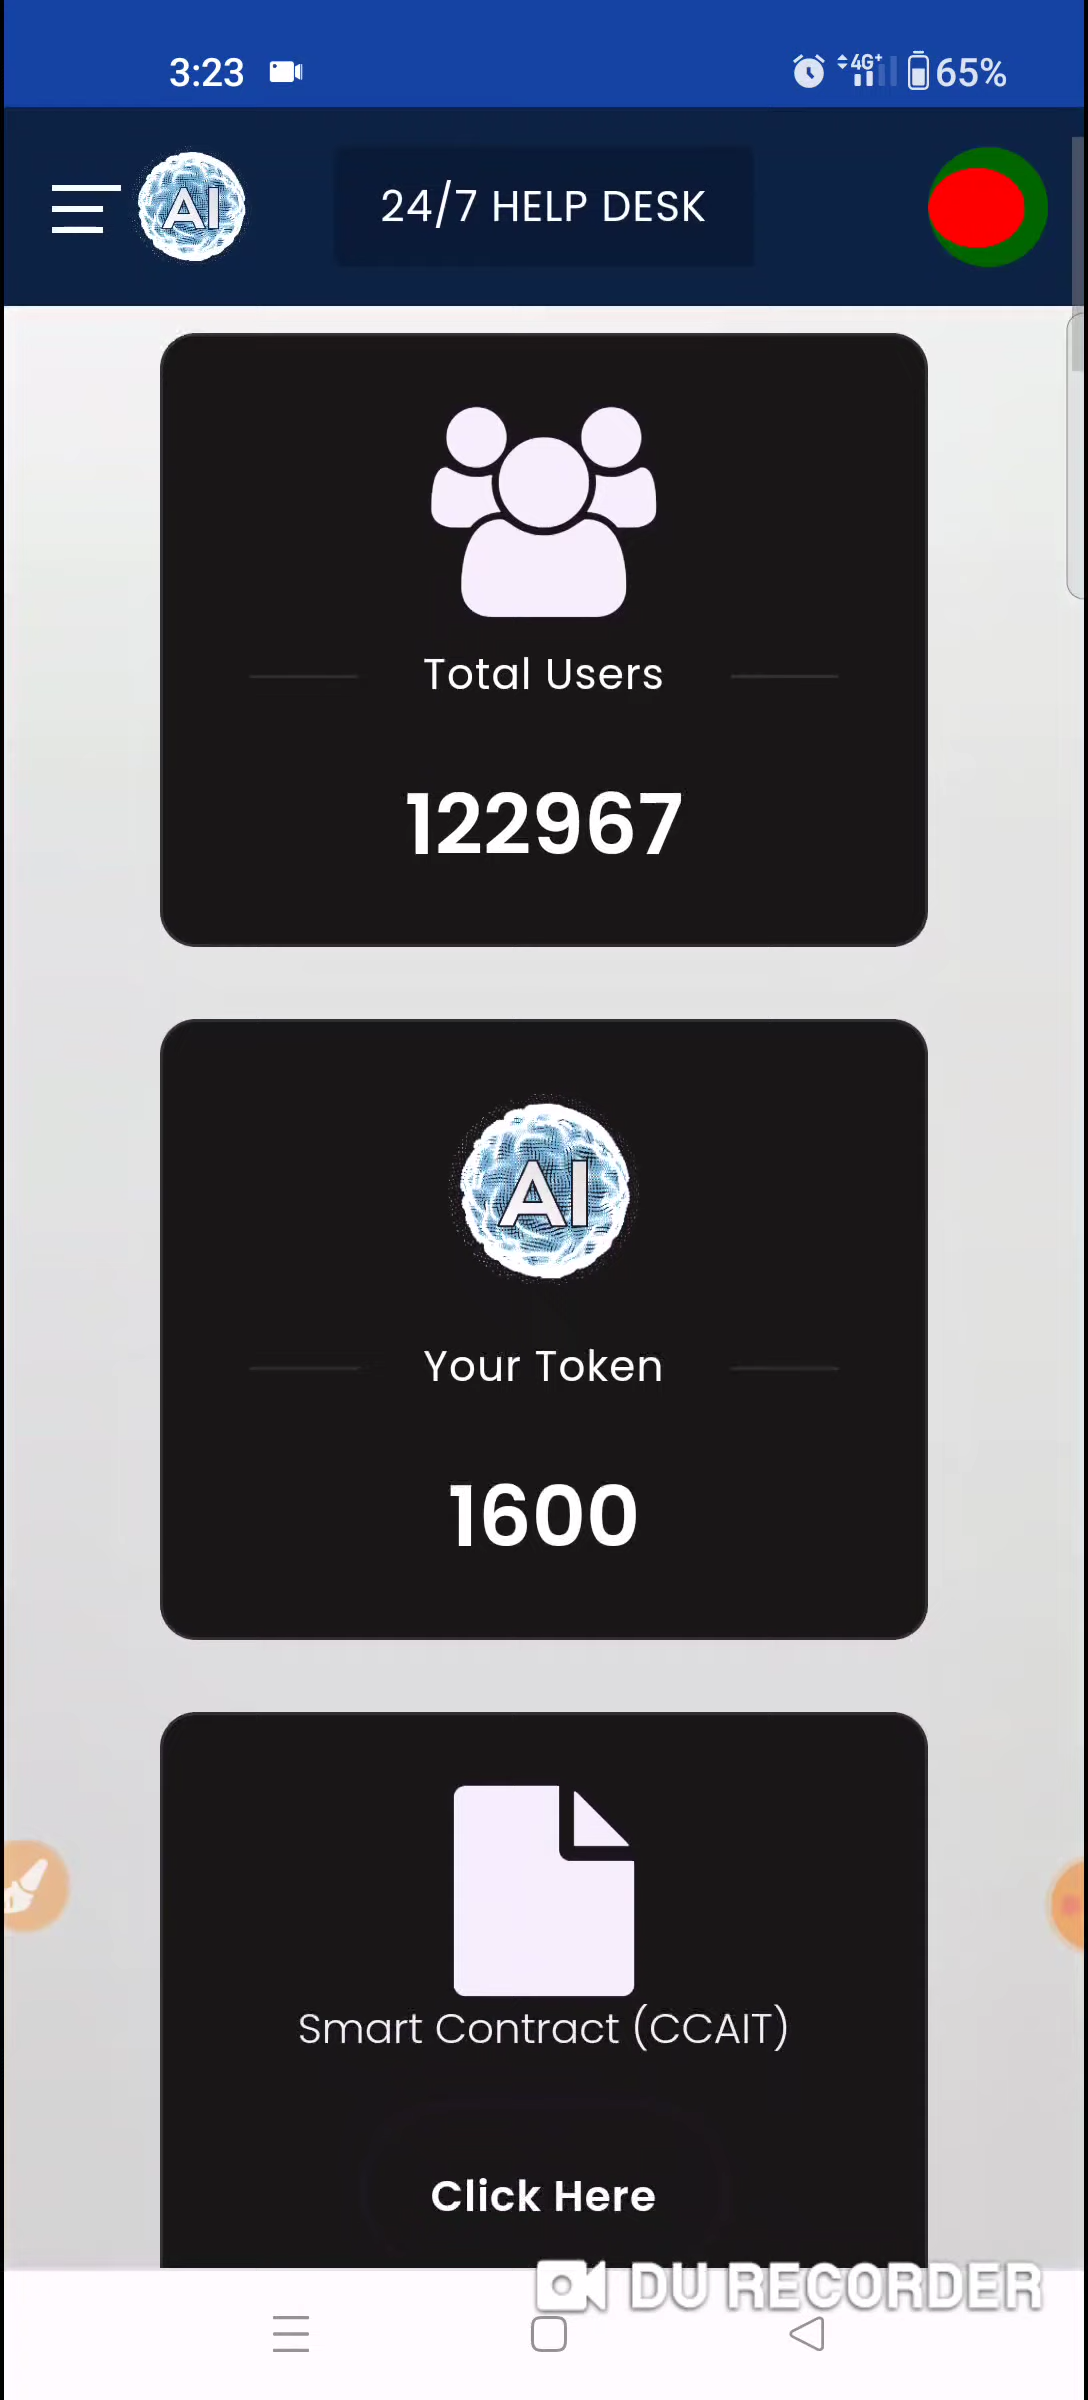 3:23 4G+ 65%
AI 24/7 HELP DESK
Total Users
122967
AI
Your Token
1600
Smart Contract (CCAIT)
Click Here
DU RECORDER